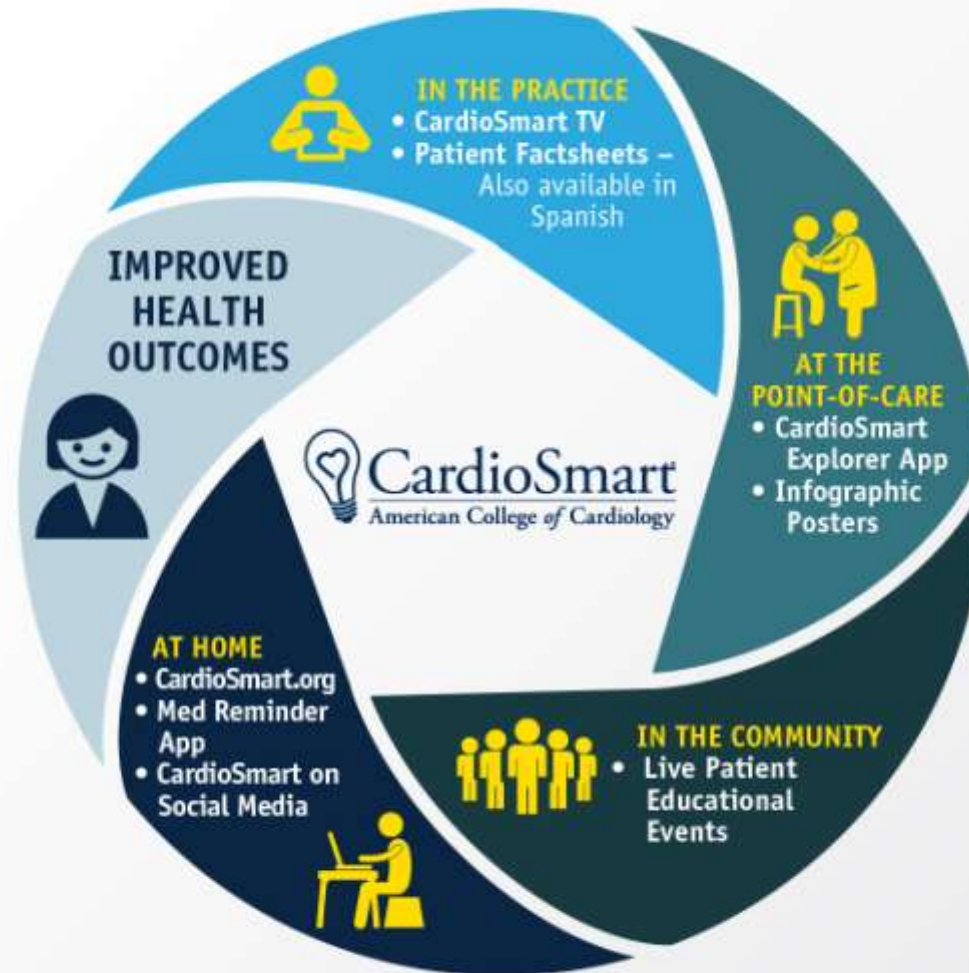 IN THE PRACTICE
• CardioSmart TV
• Patient Factsheets –
Also available in
Spanish
AT THE
POINT-OF-CARE
• CardioSmart
Explorer App
• Infographic
Posters
IN THE COMMUNITY
• Live Patient
Educational
Events
AT HOME
• CardioSmart.org
• Med Reminder
App
• CardioSmart on
Social Media
IMPROVED
HEALTH
OUTCOMES
CardioSmart
American College of Cardiology